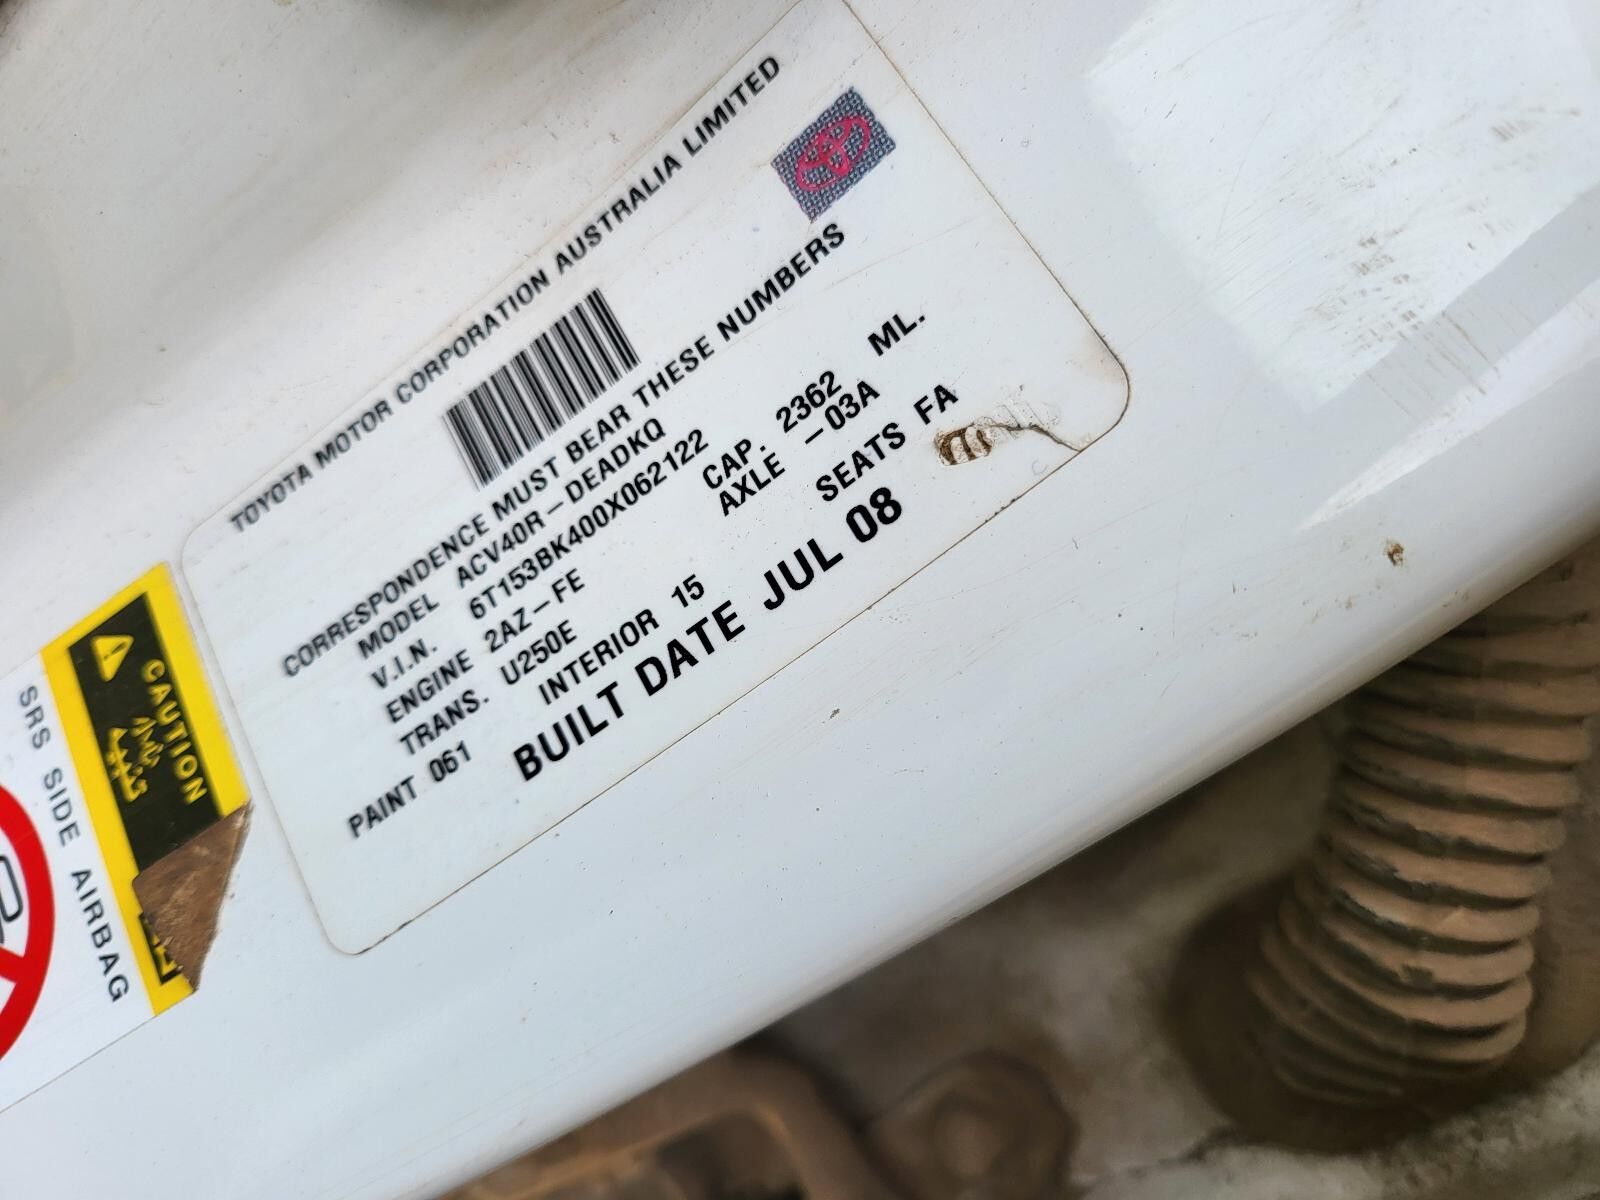 TOYOTA MOTOR CORPORATION AUSTRALIA LIMITED
CORRESPONDENCE MUST BEAR THESE NUMBERS
MODEL ACV40R-DEADKQ
V.I.N. 6T153BK400X062122
ENGINE 2AZ-FE CAP. 2362 ML.
TRANS. U250E AXLE -03A
PAINT 061 INTERIOR 15 SEATS FA
BUILT DATE JUL 08
CAUTION
SRS SIDE AIRBAG